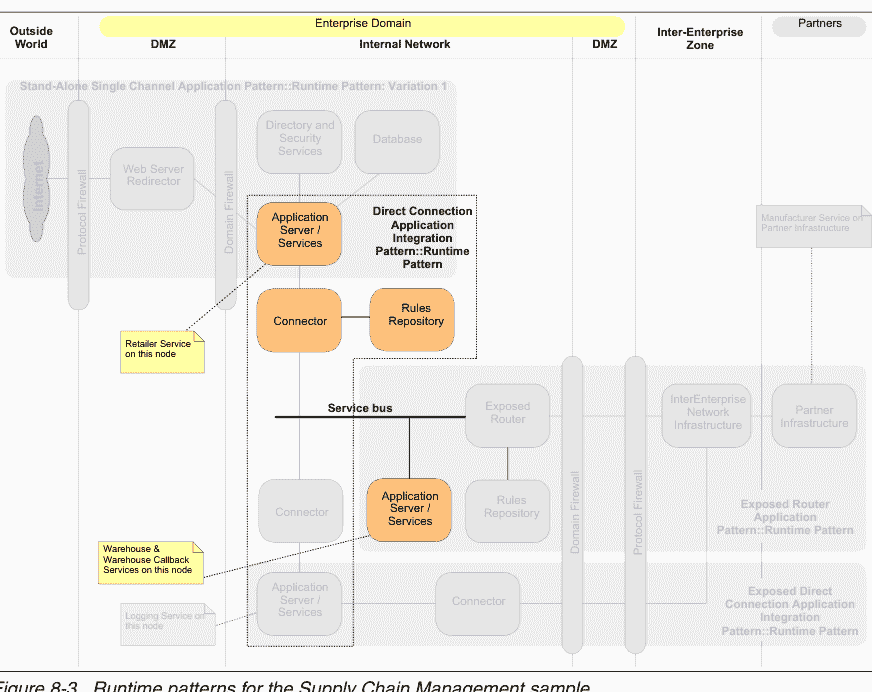 Enterprise Domain
Partners
Outside
World
DMZ
Internal Network
DMZ
Inter-Enterprise
Zone
Stand-Alone Single Channel Application Pattern::Runtime Pattern: Variation 1
Internet
Protocol Firewall
Web Server
Redirector
Domain Firewall
Directory and
Security
Services
Database
Application
Server /
Services
Direct Connection
Application
Integration
Pattern::Runtime
Pattern
Manufacturer Service on
Partner Infrastructure
Connector
Rules
Repository
Retailer Service
on this node
Service bus
Exposed
Router
InterEnterprise
Network
Infrastructure
Partner
Infrastructure
Connector
Application
Server /
Services
Rules
Repository
Domain Firewall
Protocol Firewall
Exposed Router
Application
Pattern::Runtime Pattern
Warehouse &
Warehouse Callback
Services on this node
Logging Service on
this node
Application
Server /
Services
Connector
Exposed Direct
Connection Application
Integration
Pattern::Runtime Pattern
Figure 8-3 Runtime patterns for the Supply Chain Management sample